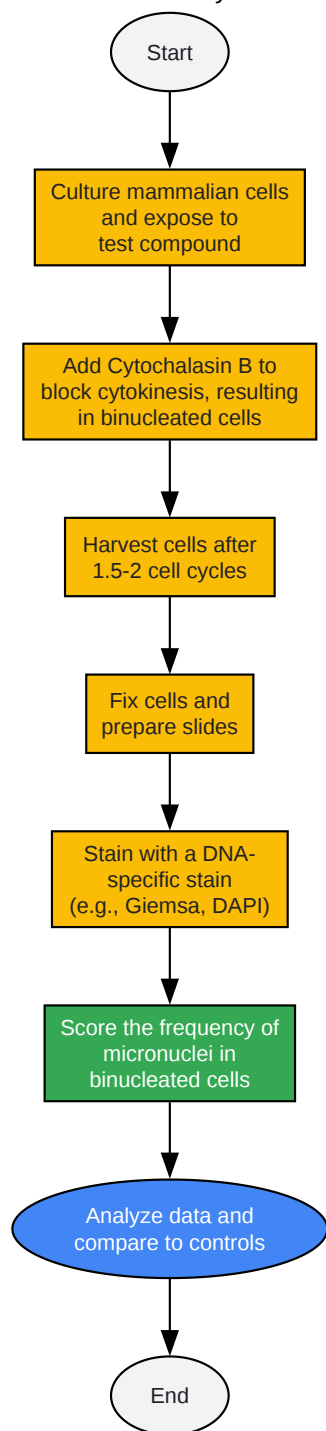 Start
Culture mammalian cells
and expose to
test compound
Add Cytochalasin B to
block cytokinesis, resulting
in binucleated cells
Harvest cells after
1.5-2 cell cycles
Fix cells and
prepare slides
Stain with a DNA-
specific stain
(e.g., Giemsa, DAPI)
Score the frequency of
micronuclei in
binucleated cells
Analyze data and
compare to controls
End